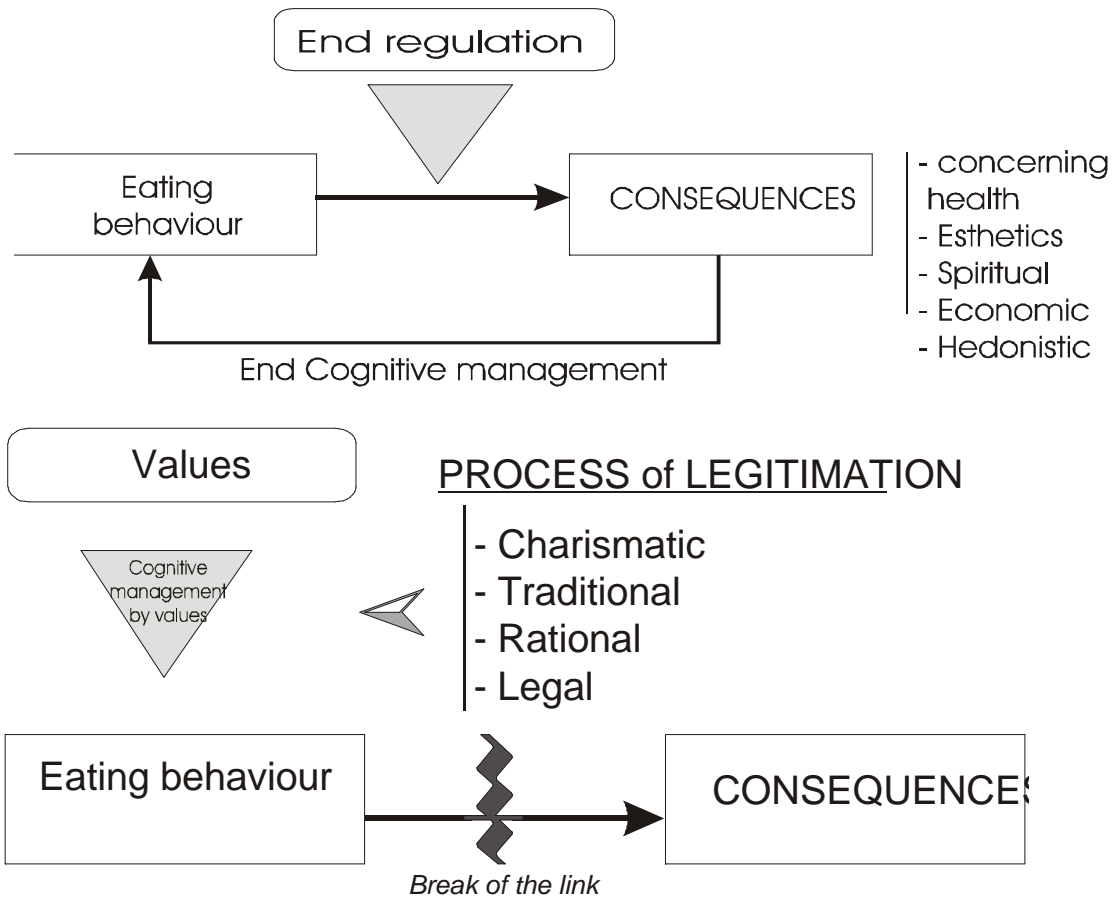 End regulation
Eating
behaviour
CONSEQUENCES
- concerning
health
- Esthetics
- Spiritual
- Economic
- Hedonistic
End Cognitive management
Values
PROCESS of LEGITIMATION
- Charismatic
- Traditional
- Rational
- Legal
Cognitive
management
by values
Eating behaviour
CONSEQUENCES
Break of the link